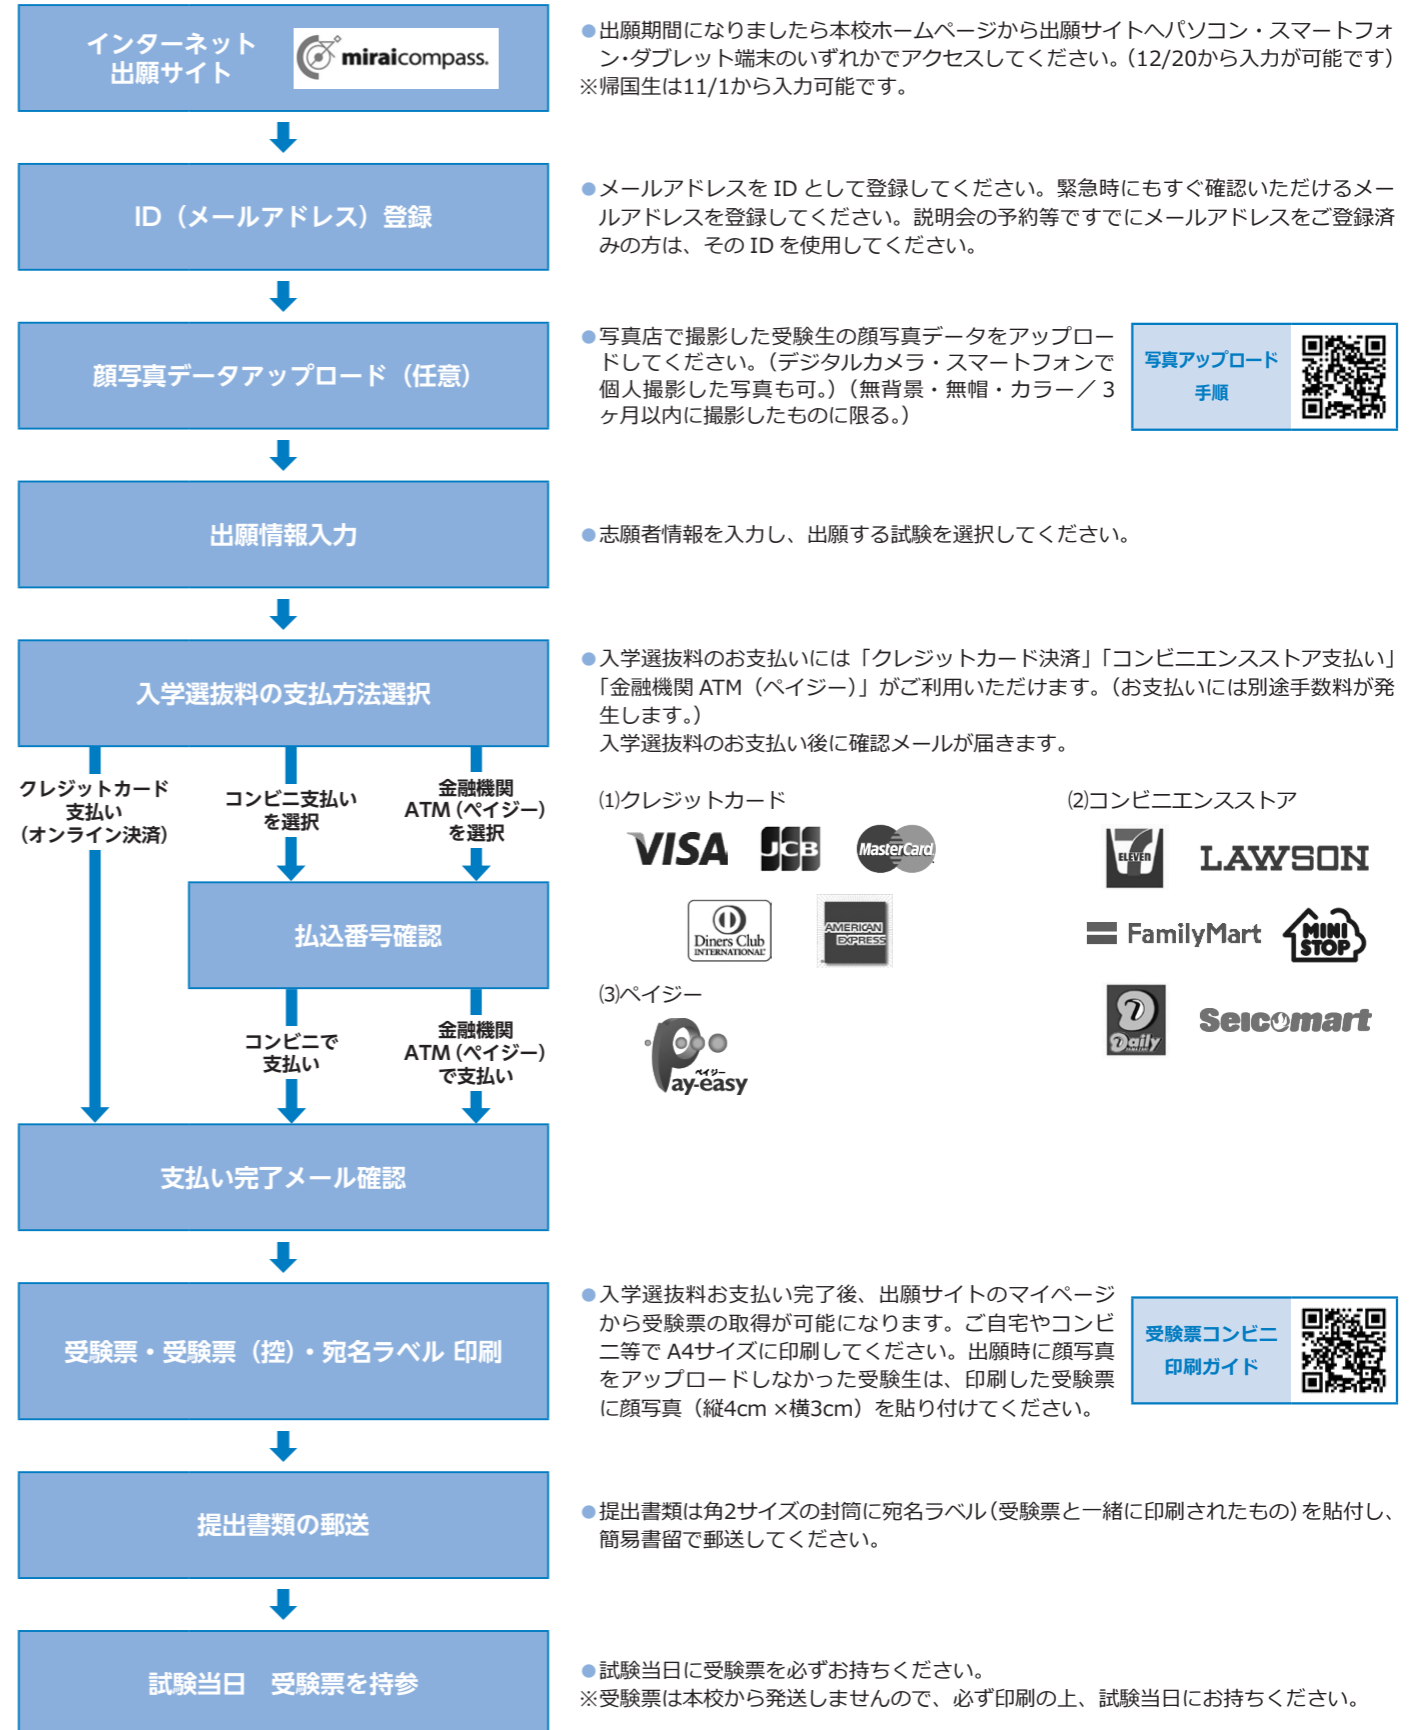 インターネット
出願サイト
miraicompass.
●出願期間になりましたら本校ホームページから出願サイトへパソコン・スマートフォ
ン・ダブレット端末のいずれかでアクセスしてください。（12/20から入力が可能です）
※帰国生は11/1から入力可能です。
ID（メールアドレス）登録
●メールアドレスを ID として登録してください。緊急時にもすぐ確認いただけるメー
ルアドレスを登録してください。説明会の予約等ですでにメールアドレスをご登録済
みの方は、その ID を使用してください。
顔写真データアップロード（任意）
●写真店で撮影した受験生の顔写真データをアップロー
ドしてください。（デジタルカメラ・スマートフォンで
個人撮影した写真も可。）（無背景・無帽・カラー／３
ヶ月以内に撮影したものに限る。）
写真アップロード
手順
出願情報入力
●志願者情報を入力し、出願する試験を選択してください。
入学選抜料の支払方法選択
●入学選抜料のお支払いには「クレジットカード決済」「コンビニエンスストア支払い」
「金融機関 ATM（ペイジー）」がご利用いただけます。（お支払いには別途手数料が発
生します。）
入学選抜料のお支払い後に確認メールが届きます。
クレジットカード
支払い
（オンライン決済）
コンビニ支払い
を選択
金融機関
ATM（ペイジー）
を選択
払込番号確認
コンビニで
支払い
金融機関
ATM（ペイジー）
で支払い
⑴クレジットカード
VISA JCB MasterCard
Diners Club
INTERNATIONAL
AMERICAN
EXPRESS
⑵コンビニエンスストア
7
ELEVEN
LAWSON
FamilyMart
MINI
STOP
Daily
Seicomart
⑶ペイジー
ペイジー
Pay-easy
支払い完了メール確認
受験票・受験票（控）・宛名ラベル 印刷
●入学選抜料お支払い完了後、出願サイトのマイページ
から受験票の取得が可能になります。ご自宅やコンビ
ニ等で A4サイズに印刷してください。出願時に顔写真
をアップロードしなかった受験生は、印刷した受験票
に顔写真（縦4cm ×横3cm）を貼り付けてください。
受験票コンビニ
印刷ガイド
提出書類の郵送
●提出書類は角2サイズの封筒に宛名ラベル（受験票と一緒に印刷されたもの）を貼付し、
簡易書留で郵送してください。
試験当日　受験票を持参
●試験当日に受験票を必ずお持ちください。
※受験票は本校から発送しませんので、必ず印刷の上、試験当日にお持ちください。